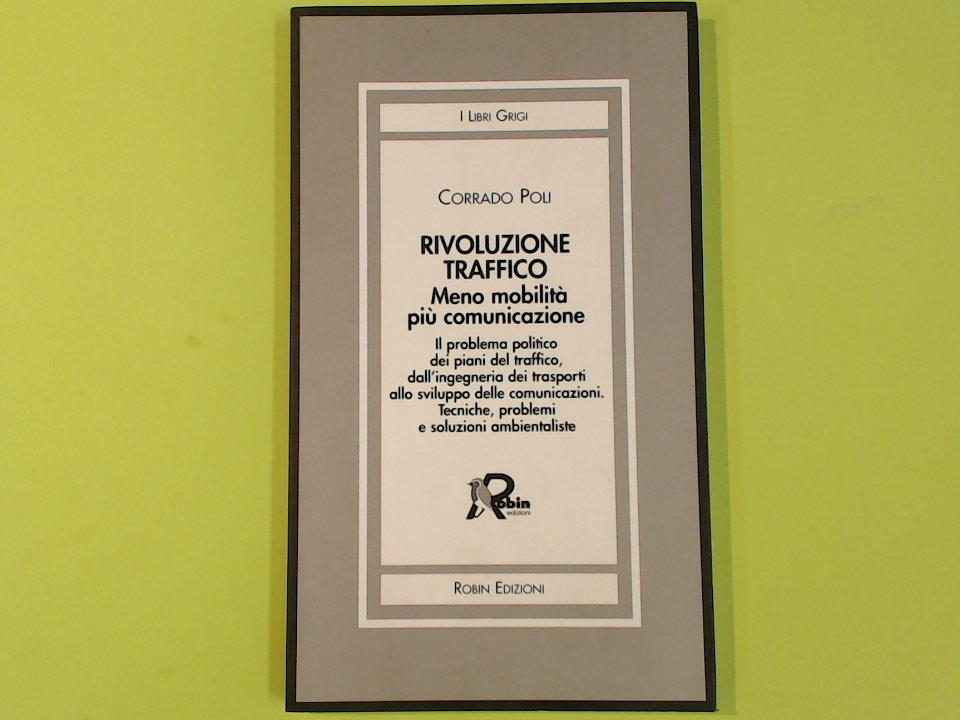 I LIBRI GRIGI
CORRADO POLI
RIVOLUZIONE
TRAFFICO
Meno mobilità
più comunicazione
Il problema politico
dei piani del traffico,
dall'ingegneria dei trasporti
allo sviluppo delle comunicazioni.
Tecniche, problemi
e soluzioni ambientaliste
Robin
edizioni
ROBIN EDIZIONI